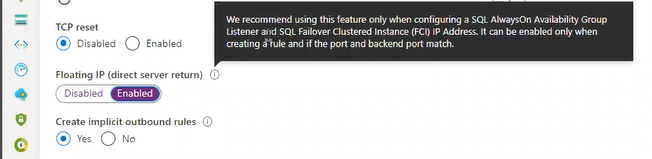 We recommend using this feature only when configuring a SQL AlwaysOn Availability Group
Listener and SQL Failover Clustered Instance (FCI) IP Address. It can be enabled only when
creating a rule and if the port and backend port match.
TCP reset
Disabled Enabled
Floating IP (direct server return)
Disabled Enabled
Create implicit outbound rules
Yes No